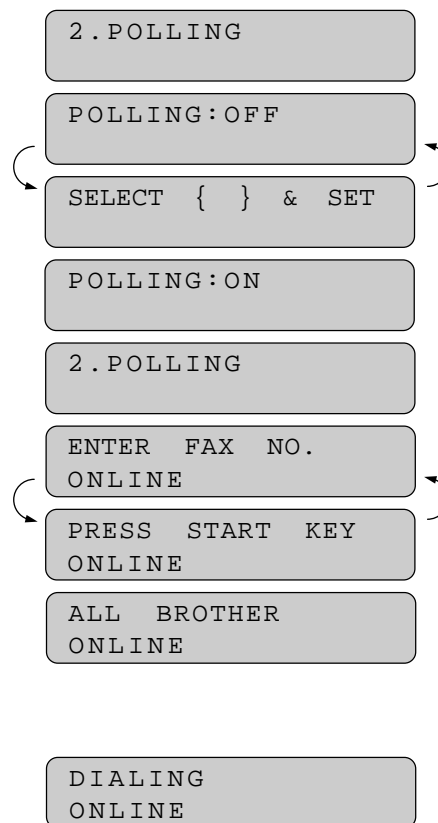 2.POLLING
POLLING:OFF
SELECT { } & SET
POLLING:ON
2.POLLING
ENTER FAX NO.
ONLINE
PRESS START KEY
ONLINE
ALL BROTHER
ONLINE
DIALING
ONLINE